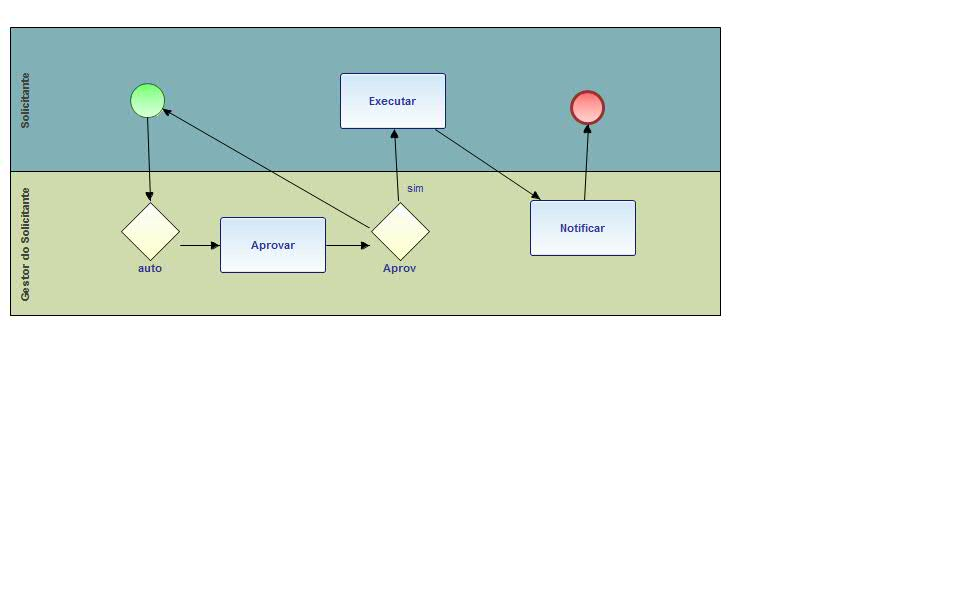 Solicitante
Executar
Gestor do Solicitante
sim
auto
Aprovar
Aprov
Notificar